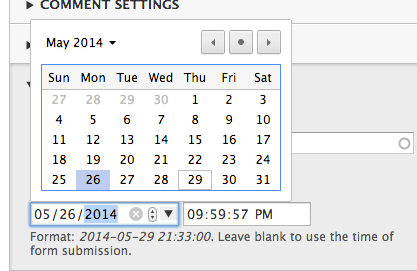 COMMENT SETTINGS
May 2014
Sun Mon Tue Wed Thu Fri Sat
27 28 29 30 1 2 3
4 5 6 7 8 9 10
11 12 13 14 15 16 17
18 19 20 21 22 23 24
25 26 27 28 29 30 31
05/26/2014 09:59:57 PM
Format: 2014-05-29 21:33:00. Leave blank to use the time of
form submission.